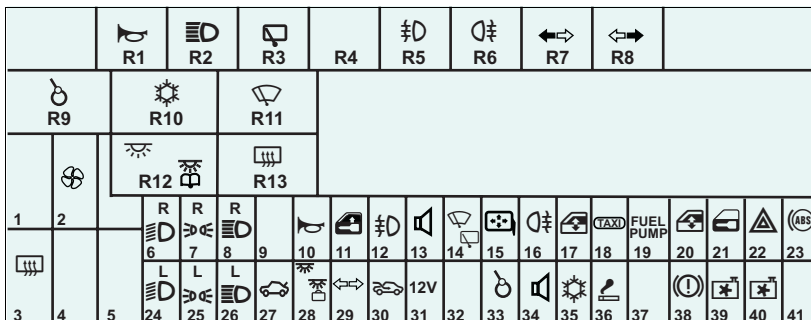 R1 R2 R3 R4 R5 R6 R7 R8
R9 R10 R11
R12 R13
1 2
R R R
FUEL
TAXI PUMP (ABS
6 7 8 9 10 11 12 13 14 15 16 17 18 19 20 21 22 23
L L L
12V
3 4 5 24 25 26 27 28 29 30 31 32 33 34 35 36 37 38 39 40 41